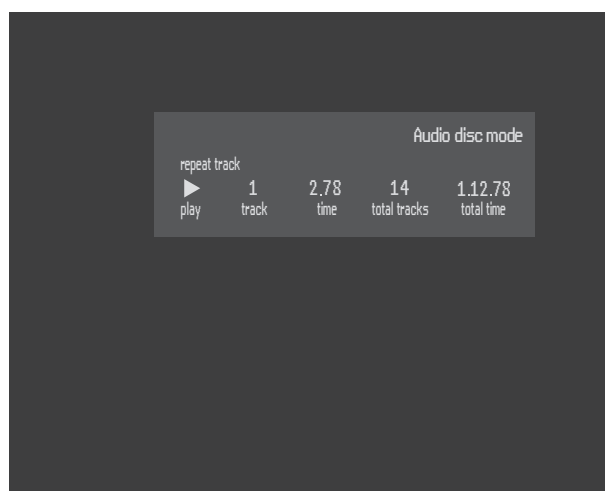 Audio disc mode
repeat track
1 2.78 14 1.12.78
play track time total tracks total time